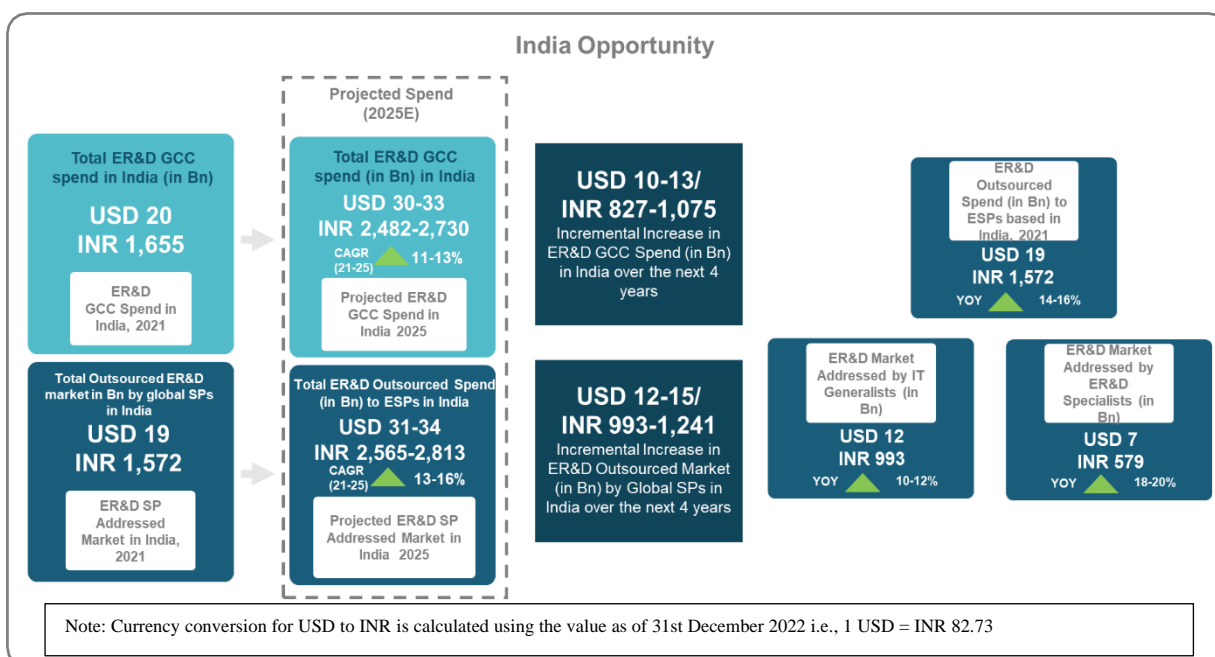 India Opportunity
Projected Spend
(2025E)
Total ER&D GCC
spend in India (in Bn)
USD 20
INR 1,655
ER&D
GCC Spend in
India, 2021
Total ER&D GCC
spend (in Bn) in India
USD 30-33
INR 2,482-2,730
CAGR
(21-25)
11-13%
Projected ER&D
GCC Spend in
India 2025
USD 10-13/
INR 827-1,075
Incremental Increase in
ER&D GCC Spend (in Bn)
in India over the next 4
years
ER&D
Outsourced
Spend (in Bn) to
ESPs based in
India, 2021
USD 19
INR 1,572
YOY 14-16%
Total Outsourced ER&D
market in Bn by global SPs
in India
USD 19
INR 1,572
ER&D SP
Addressed
Market in India,
2021
Total ER&D Outsourced Spend
(in Bn) to ESPs in India
USD 31-34
INR 2,565-2,813
CAGR
(21-25)
13-16%
Projected ER&D SP
Addressed Market in
India 2025
USD 12-15/
INR 993-1,241
Incremental Increase in
ER&D Outsourced Market
(in Bn) by Global SPs in
India over the next 4 years
ER&D Market
Addressed by IT
Generalists (in
Bn)
USD 12
INR 993
YOY 10-12%
ER&D Market
Addressed by
ER&D
Specialists (in
Bn)
USD 7
INR 579
YOY 18-20%
Note: Currency conversion for USD to INR is calculated using the value as of 31st December 2022 i.e., 1 USD = INR 82.73